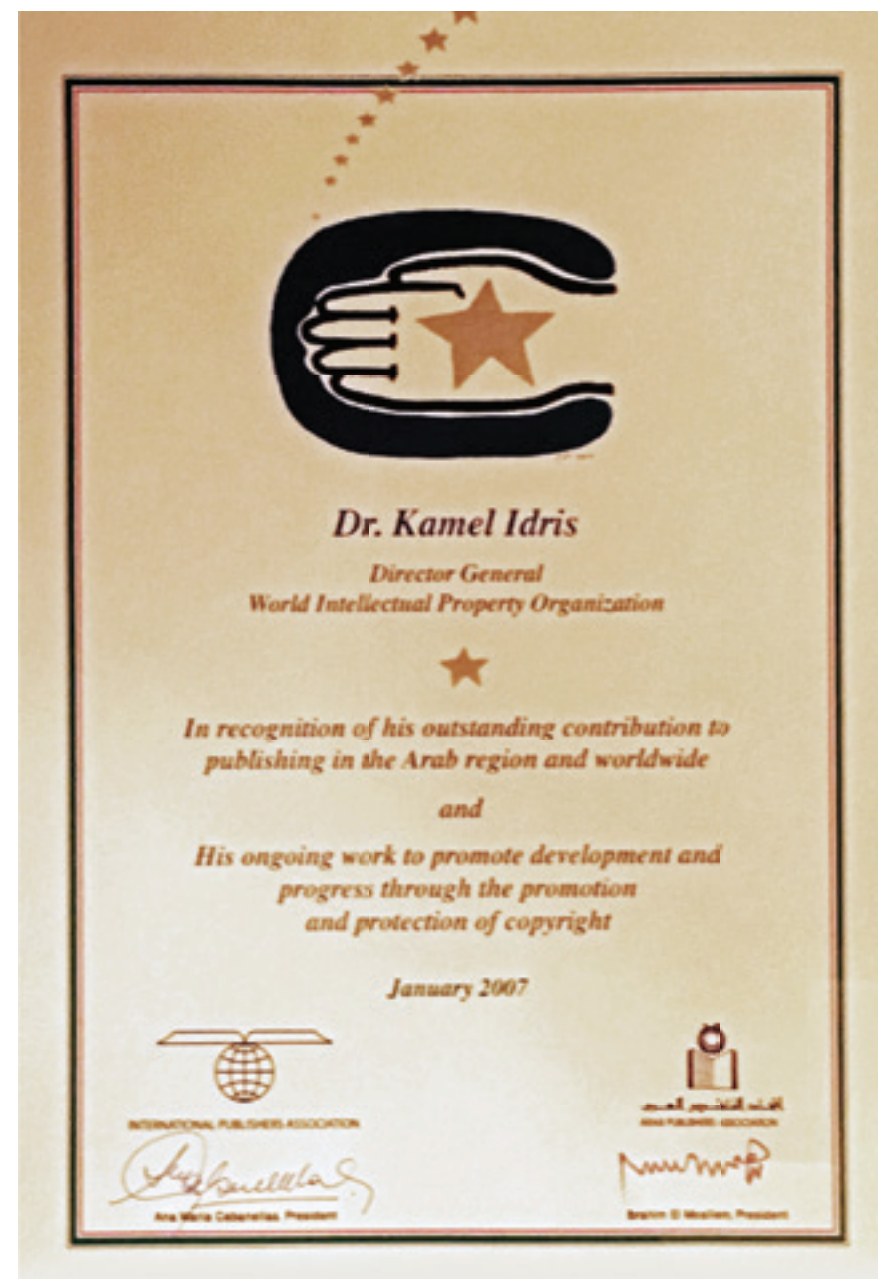 Dr. Kamel Idris
Director General
World Intellectual Property Organization
In recognition of his outstanding contribution to
publishing in the Arab region and worldwide
and
His ongoing work to promote development and
progress through the promotion
and protection of copyright
January 2007
INTERNATIONAL PUBLISHERS ASSOCIATION
Ana Maria Cabanellas, President
ARAB PUBLISHERS ASSOCIATION
Ibrahim El Moallem, President